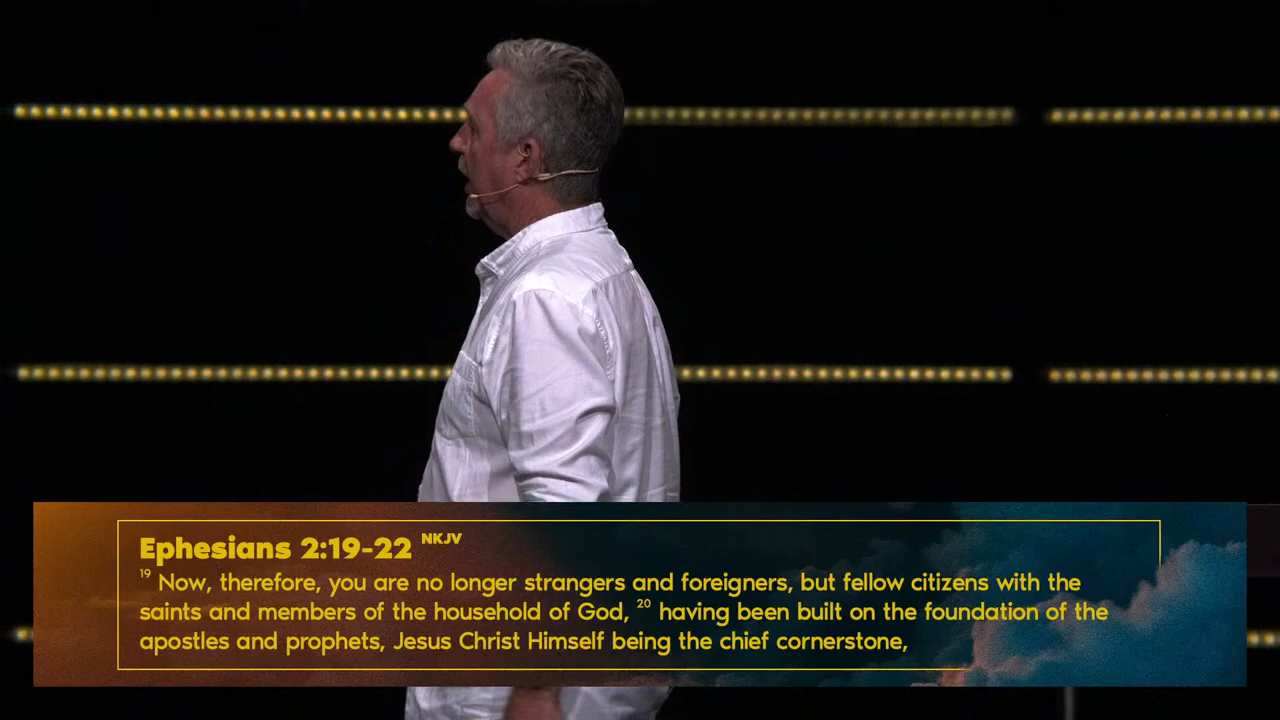 Ephesians 2:19-22 NKJV
19 Now, therefore, you are no longer strangers and foreigners, but fellow citizens with the
saints and members of the household of God, 20 having been built on the foundation of the
apostles and prophets, Jesus Christ Himself being the chief cornerstone,